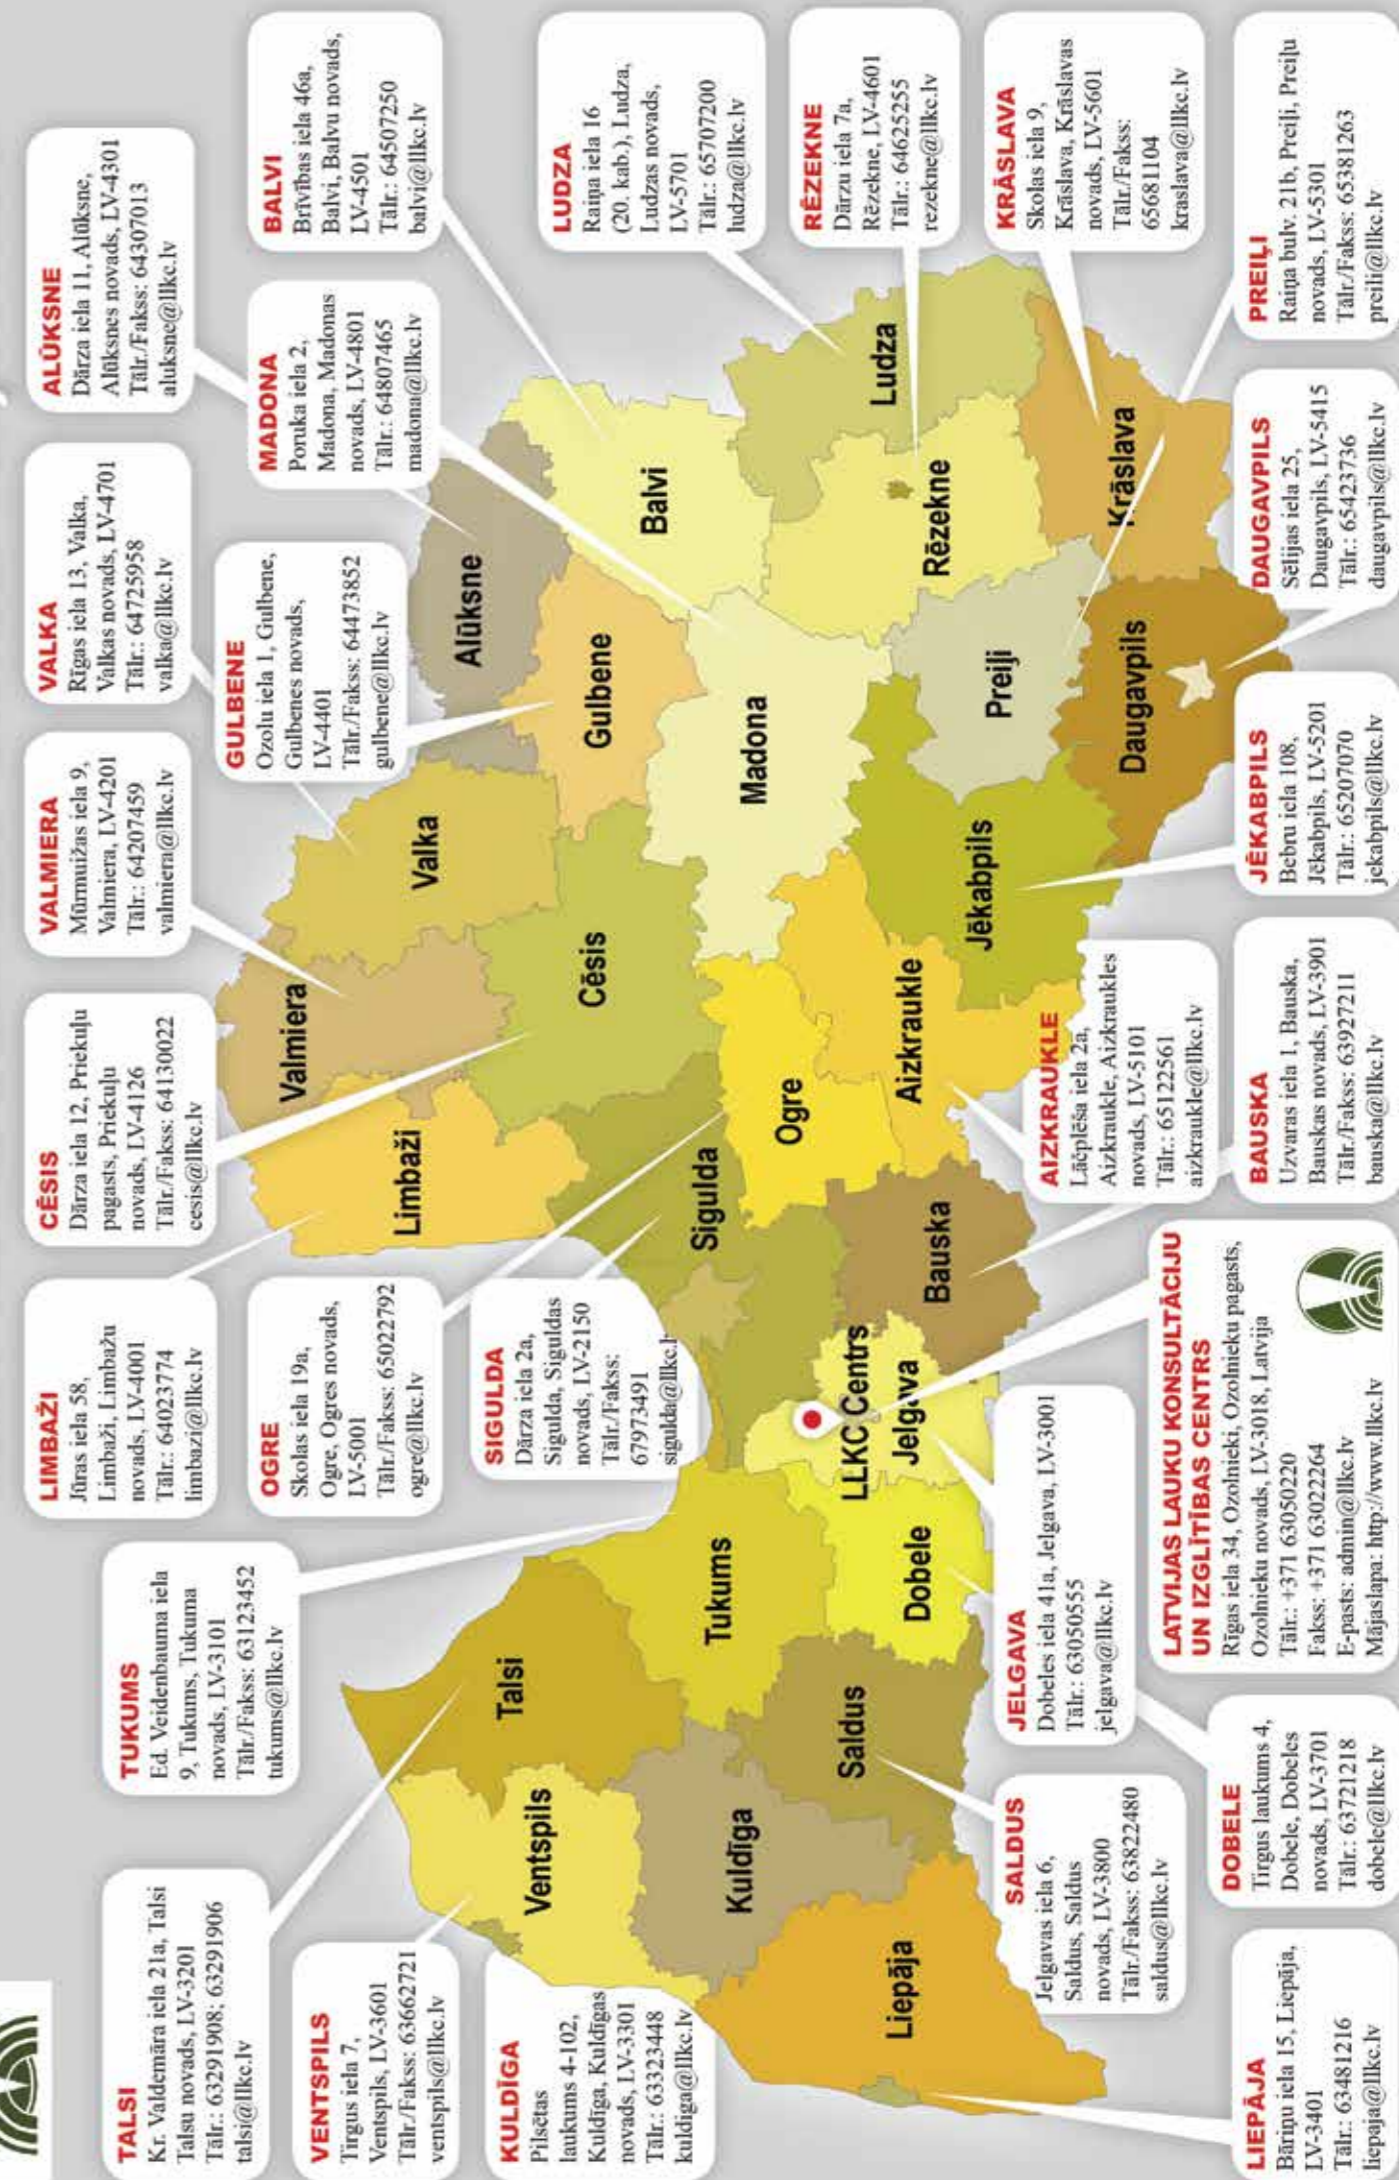 TALSI
Kr. Valdemāra iela 21a, Talsi
Talsu novads, LV-3201
Tālr.: 63291908; 63291906
talsi@llkc.lv
TUKUMS
Ed. Veidenbauma iela
9, Tukums, Tukuma
novads, LV-3101
Tālr./Fakss: 63123452
tukums@llkc.lv
LIMBAŽI
Jūras iela 58,
Limbaži, Limbažu
novads, LV-4001
Tālr.: 64023774
limbazi@llkc.lv
CĒSIS
Dārza iela 12, Priekuļu
pagasts, Priekuļu
novads, LV-4126
Tālr./Fakss: 64130022
cesis@llkc.lv
VALMIERA
Mūrmuižas iela 9,
Valmiera, LV-4201
Tālr.: 64207459
valmiera@llkc.lv
VALKA
Rīgas iela 13, Valka,
Valkas novads, LV-4701
Tālr.: 64725958
valka@llkc.lv
ALŪKSNE
Dārza iela 11, Alūksne,
Alūksnes novads, LV-4301
Tālr./Fakss: 64307013
aluksne@llkc.lv
VENTSPILS
Tirgus iela 7,
Ventspils, LV-3601
Tālr./Fakss: 63662721
ventspils@llkc.lv
OGRE
Skolas iela 19a,
Ogre, Ogres novads,
LV-5001
Tālr./Fakss: 65022792
ogre@llkc.lv
GULBENE
Ozolu iela 1, Gulbene,
Gulbenes novads,
LV-4401
Tālr./Fakss: 64473852
gulbene@llkc.lv
MADONA
Poruka iela 2,
Madona, Madonas
novads, LV-4801
Tālr.: 64807465
madona@llkc.lv
BALVI
Brīvības iela 46a,
Balvi, Balvu novads,
LV-4501
Tālr.: 64507250
balvi@llkc.lv
KULDĪGA
Pilsētas
laukums 4-102,
Kuldīga, Kuldīgas
novads, LV-3301
Tālr.: 63323448
kuldiga@llkc.lv
SIGULDA
Dārza iela 2a,
Sigulda, Siguldas
novads, LV-2150
Tālr./Fakss:
67973491
sigulda@llkc.l
LUDZA
Raiņa iela 16
(20. kab.), Ludza,
Ludzas novads,
LV-5701
Tālr.: 65707200
ludza@llkc.lv
RĒZEKNE
Dārzu iela 7a,
Rēzekne, LV-4601
Tālr.: 64625255
rezekne@llkc.lv
KRĀSLAVA
Skolas iela 9,
Krāslava, Krāslavas
novads, LV-5601
Tālr./Fakss:
65681104
kraslava@llkc.lv
Valmiera
Limbaži
Valka
Alūksne
Talsi
Ventspils
Cēsis
Gulbene
Balvi
Tukums
Sigulda
Kuldīga
Ogre
Madona
Ludza
LLKC Centrs
Saldus
Dobele
Jelgava
Bauska
Aizkraukle
Rēzekne
Liepāja
Jēkabpils
Preiļi
Krāslava
Daugavpils
SALDUS
Jelgavas iela 6,
Saldus, Saldus
novads, LV-3800
Tālr./Fakss: 63822480
saldus@llkc.lv
JELGAVA
Dobeles iela 41a, Jelgava, LV-3001
Tālr.: 63050555
jelgava@llkc.lv
AIZKRAUKLE
Lāčplēša iela 2a,
Aizkraukle, Aizkraukles
novads, LV-5101
Tālr.: 65122561
aizkraukle@llkc.lv
LIEPĀJA
Bāriņu iela 15, Liepāja,
LV-3401
Tālr.: 63481216
liepaja@llkc.lv
DOBELE
Tirgus laukums 4,
Dobele, Dobeles
novads, LV-3701
Tālr.: 63721218
dobele@llkc.lv
LATVIJAS LAUKU KONSULTĀCIJU
UN IZGLĪTĪBAS CENTRS
Rīgas iela 34, Ozolnieki, Ozolnieku pagasts,
Ozolnieku novads, LV-3018, Latvija
Tālr.: +371 63050220
Fakss: +371 63022264
E-pasts: admin@llkc.lv
Mājaslapa: http://www.llkc.lv
BAUSKA
Uzvaras iela 1, Bauska,
Bauskas novads, LV-3901
Tālr./Fakss: 63927211
bauska@llkc.lv
JĒKABPILS
Bebru iela 108,
Jēkabpils, LV-5201
Tālr.: 65207070
jekabpils@llkc.lv
DAUGAVPILS
Sēlijas iela 25,
Daugavpils, LV-5415
Tālr.: 65423736
daugavpils@llkc.lv
PREIĻI
Raiņa bulv. 21b, Preiļi, Preiļu
novads, LV-5301
Tālr./Fakss: 65381263
preili@llkc.lv